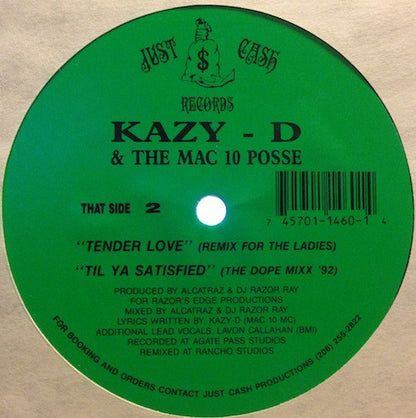 JUST CASH
$
RECORDS
KAZY - D
& THE MAC 10 POSSE
THAT SIDE 2
7 45701-1460-1 4
"TENDER LOVE" (REMIX FOR THE LADIES)
"TIL YA SATISFIED" (THE DOPE MIXX '92)
PRODUCED BY ALCATRAZ & DJ RAZOR RAY
FOR RAZOR'S EDGE PRODUCTIONS
MIXED BY ALCATRAZ & DJ RAZOR RAY
LYRICS WRITTEN BY: KAZY-D (MAC 10 MC)
ADDITIONAL LEAD VOCALS: LAVON CALLAHAN (BMI)
RECORDED AT AGATE PASS STUDIOS
REMIXED AT RANCHO STUDIOS
FOR BOOKING AND ORDERS CONTACT JUST CASH PRODUCTIONS (206) 255-2822